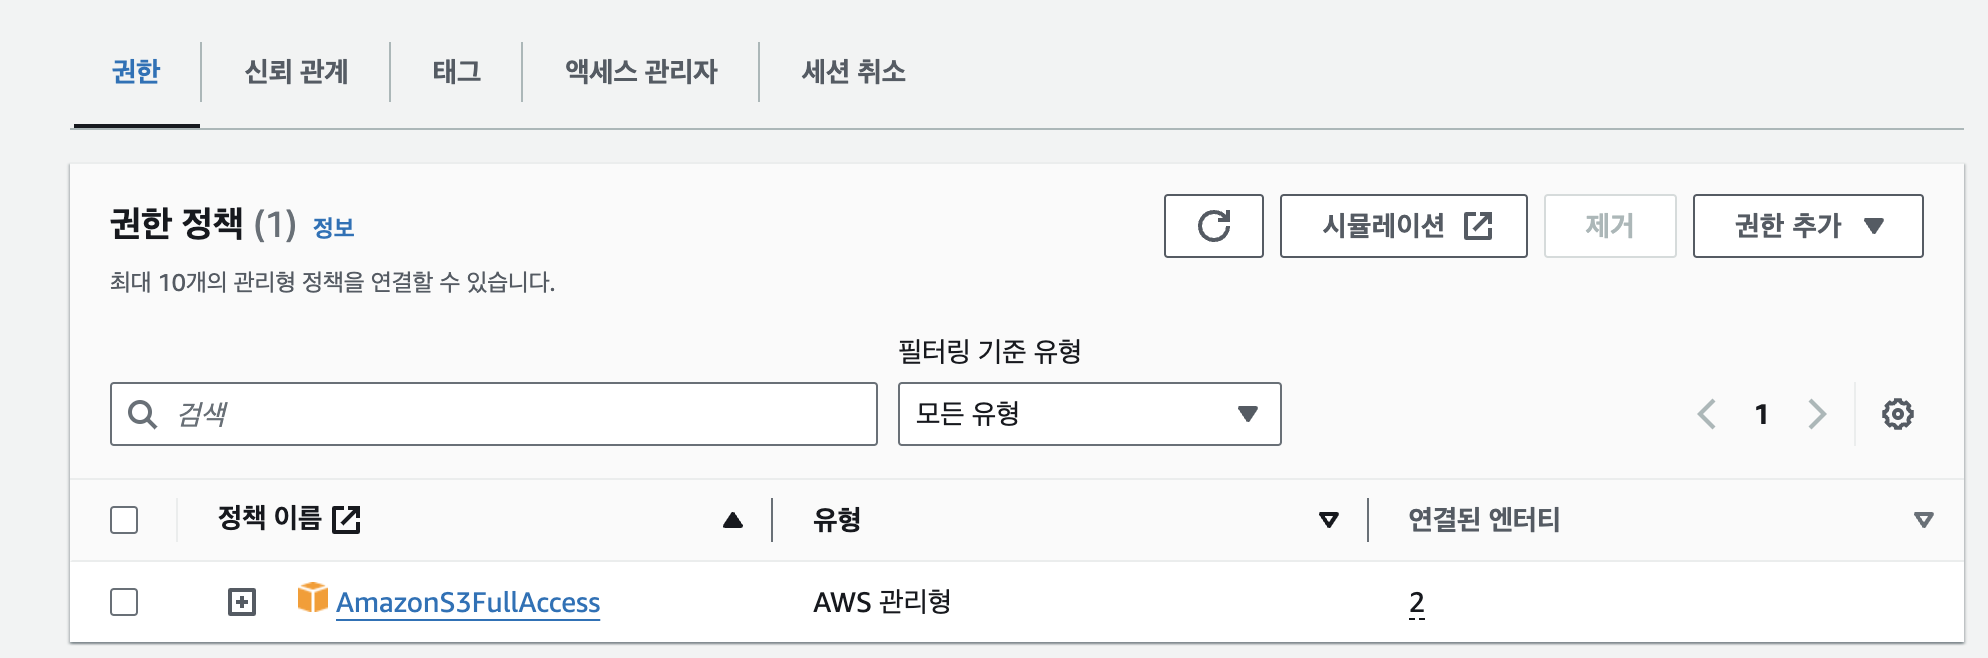 권한 신뢰 관계 태그 액세스 관리자 세션 취소
권한 정책 (1) 정보 시뮬레이션 제거 권한 추가
최대 10개의 관리형 정책을 연결할 수 있습니다.
필터링 기준 유형
검색 모든 유형 1
정책 이름 유형 연결된 엔터티
AmazonS3FullAccess AWS 관리형 2